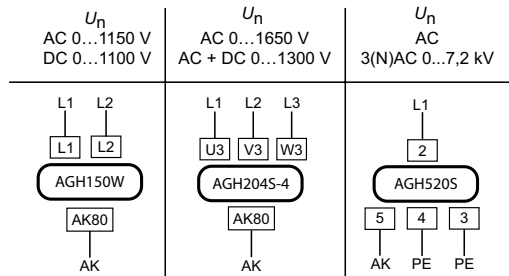 Un
AC 0...1150 V
DC 0...1100 V
L1 L2
L1 L2
AGH150W
AK80
AK
Un
AC 0...1650 V
AC + DC 0...1300 V
L1 L2 L3
U3 V3 W3
AGH204S-4
AK80
AK
Un
AC
3(N)AC 0...7,2 kV
L1
2
AGH520S
5 4 3
AK PE PE